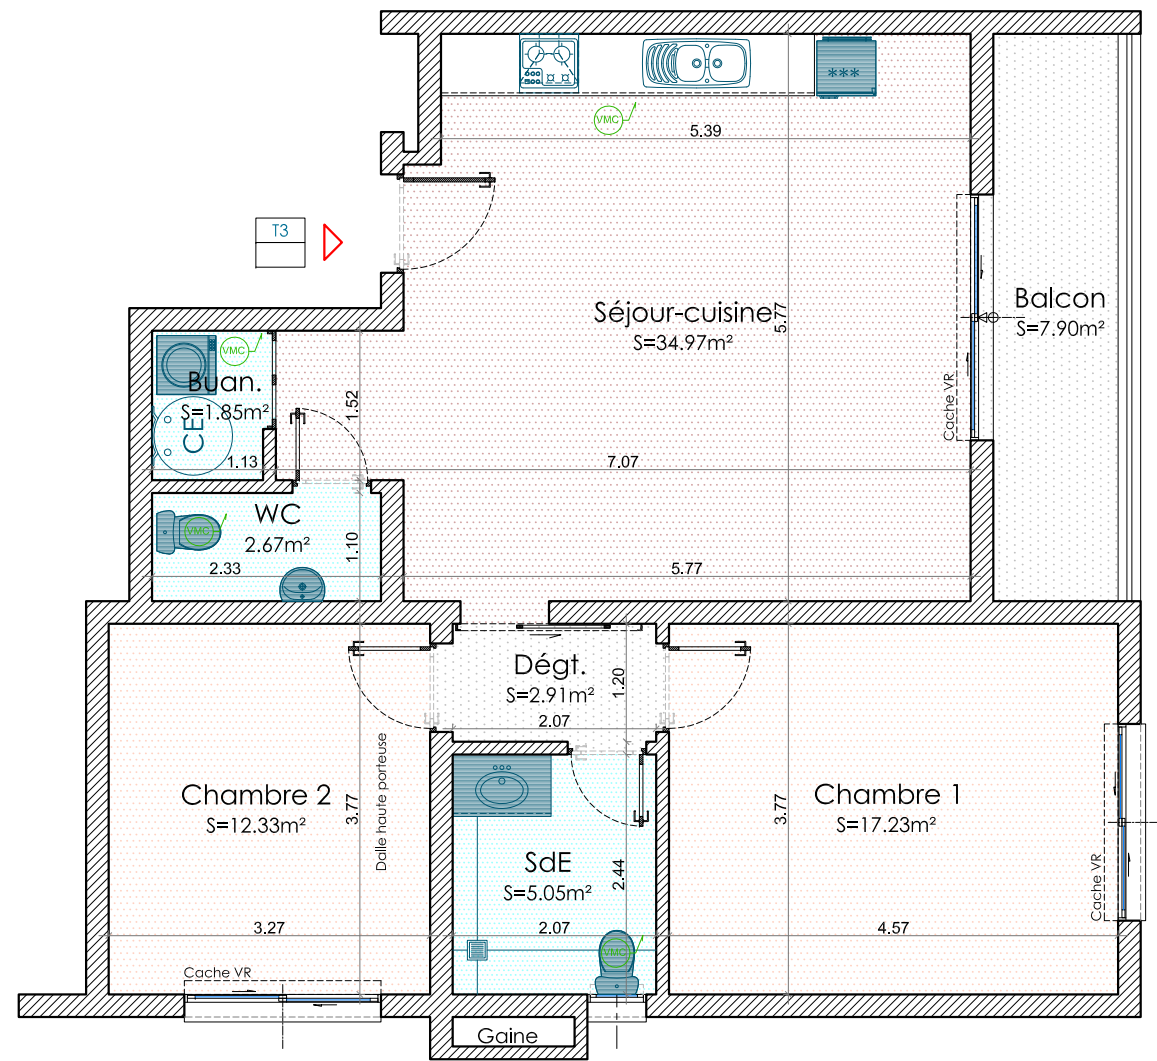 ***
VMC
5.39
T3
Séjour-cuisine
S=34.97m²
5.77
Balcon
S=7.90m²
VMC
Buan.
S=1.85m²
CE
1.13
1.52
7.07
Cache VR
WC
2.67m²
VMC
1.10
2.33
5.77
Dégt.
S=2.91m²
1.20
2.07
Chambre 2
S=12.33m²
3.77
Dalle haute porteuse
3.27
Cache VR
SdE
S=5.05m²
2.44
2.07
VMC
Chambre 1
S=17.23m²
3.77
4.57
Cache VR
Gaine